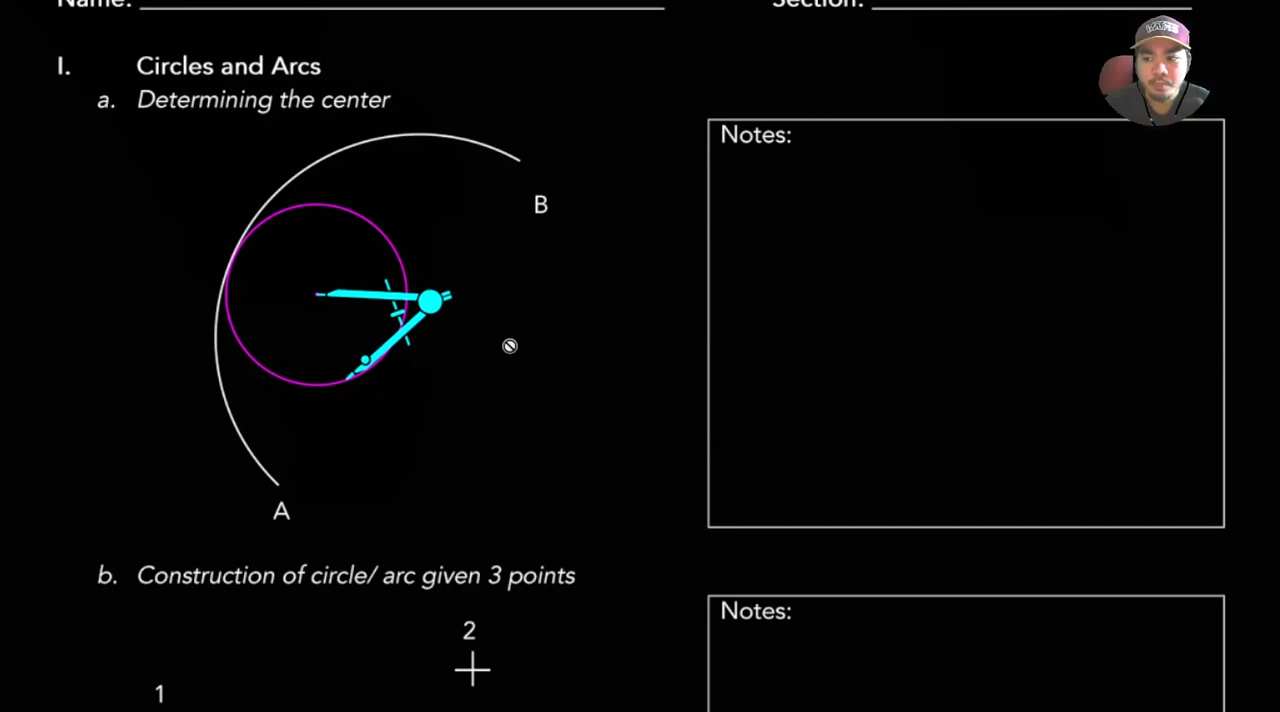 Name: Section:
I. Circles and Arcs
a. Determining the center
Notes:
B
A
b. Construction of circle/ arc given 3 points
Notes:
2
1